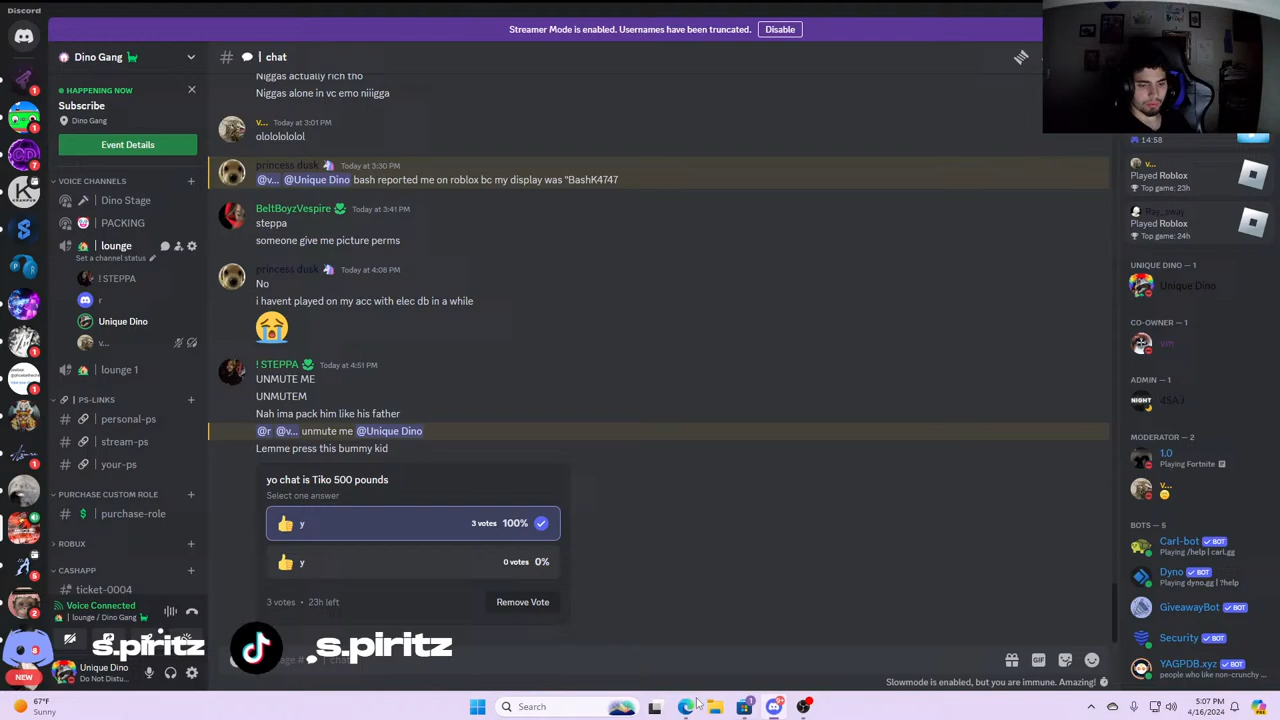 Discord
Streamer Mode is enabled. Usernames have been truncated.
Disable
Dino Gang
chat
HAPPENING NOW
Subscribe
Dino Gang
Event Details
VOICE CHANNELS
Dino Stage
PACKING
lounge
Set a channel status
! STEPPA
r
Unique Dino
v...
lounge 1
PS-LINKS
personal-ps
stream-ps
your-ps
PURCHASE CUSTOM ROLE
purchase-role
ROBUX
CASHAPP
ticket-0004
Voice Connected
lounge / Dino Gang
Unique Dino
Do Not Distu...
NEW
Niggas actually rich tho
Niggas alone in vc emo niiigga
v... Today at 3:01 PM
olololololol
princess dusk Today at 3:30 PM
@v... @Unique Dino bash reported me on roblox bc my display was "BashK4747
BeltBoyzVespire Today at 3:41 PM
steppa
someone give me picture perms
princess dusk Today at 4:08 PM
No
i havent played on my acc with elec db in a while
! STEPPA Today at 4:51 PM
UNMUTE ME
UNMUTEM
Nah ima pack him like his father
@r @v... unmute me @Unique Dino
Lemme press this bummy kid
yo chat is Tiko 500 pounds
Select one answer
y 3 votes 100%
y 0 votes 0%
3 votes • 23h left Remove Vote
GIF
Slowmode is enabled, but you are immune. Amazing!
s.piritz
s.piritz
14:58
v...
Played Roblox
Top game: 23h
Ray_swaj
Played Roblox
Top game: 24h
UNIQUE DINO — 1
Unique Dino
CO-OWNER — 1
vm
ADMIN — 1
NIGHT
4SAJ
MODERATOR — 2
1.0
Playing Fortnite
v...
BOTS — 5
Carl-bot BOT
Playing /help | carl.gg
Dyno BOT
Playing dyno.gg | ?help
GiveawayBot BOT
Security BOT
YAGPDB.xyz BOT
people who like non-crunchy ...
67°F
Sunny
Search
5:07 PM
4/16/2024